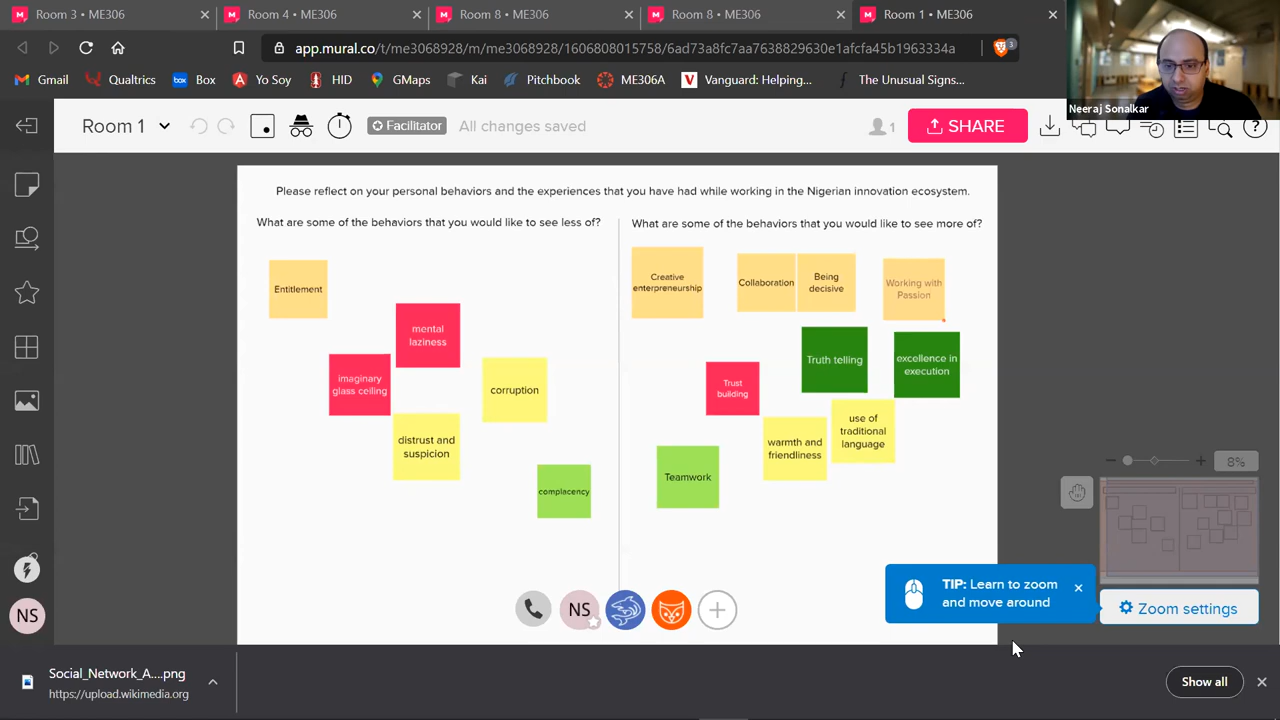 Room 3 • ME306
Room 4 • ME306
Room 8 • ME306
Room 8 • ME306
Room 1 • ME306
app.mural.co/t/me3068928/m/me3068928/1606808015758/6ad73a8fc7aa7638829630e1afcfa45b1963334a
3
Gmail
Qualtrics
box
Box
Yo Soy
HID
GMaps
Kai
Pitchbook
ME306A
V
Vanguard: Helping...
The Unusual Signs...
Neeraj Sonalkar
Room 1
Facilitator
All changes saved
1
SHARE
Please reflect on your personal behaviors and the experiences that you have had while working in the Nigerian innovation ecosystem.
What are some of the behaviors that you would like to see less of?
What are some of the behaviors that you would like to see more of?
Entitlement
mental
laziness
imaginary
glass ceiling
corruption
distrust and
suspicion
complacency
Creative
enterpreneurship
Collaboration
Being
decisive
Working with
Passion
Truth telling
excellence in
execution
Trust
building
use of
traditional
language
warmth and
friendliness
Teamwork
8%
TIP: Learn to zoom
and move around
Zoom settings
NS
NS
Social_Network_A....png
https://upload.wikimedia.org
Show all